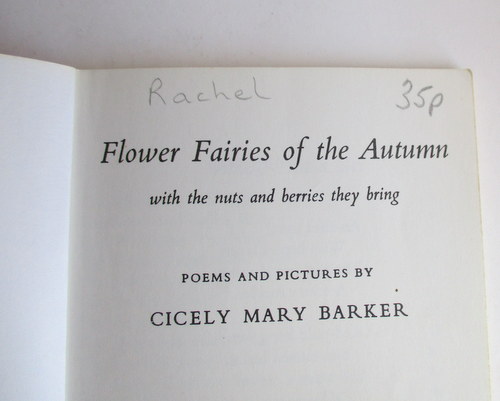 Rachel 35p
Flower Fairies of the Autumn
with the nuts and berries they bring
POEMS AND PICTURES BY
CICELY MARY BARKER